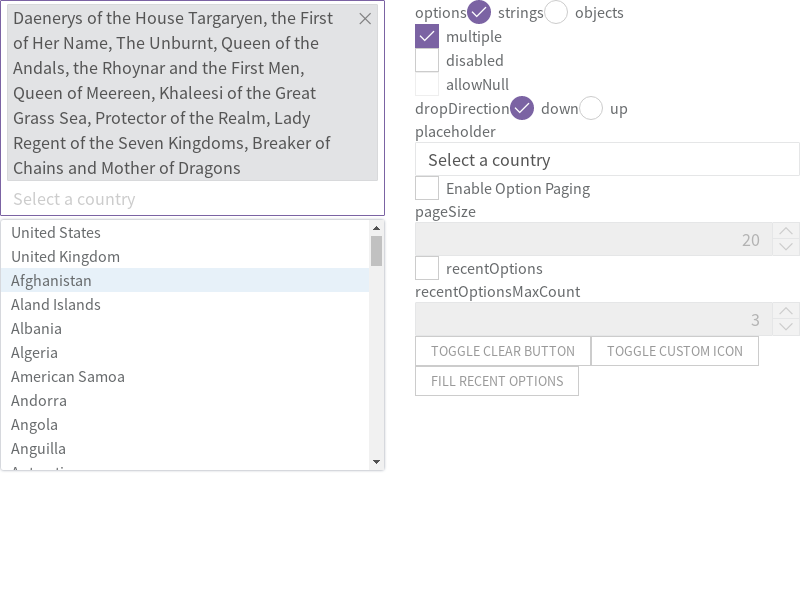 Daenerys of the House Targaryen, the First
of Her Name, The Unburnt, Queen of the
Andals, the Rhoynar and the First Men,
Queen of Meereen, Khaleesi of the Great
Grass Sea, Protector of the Realm, Lady
Regent of the Seven Kingdoms, Breaker of
Chains and Mother of Dragons
Select a country
United States
United Kingdom
Afghanistan
Aland Islands
Albania
Algeria
American Samoa
Andorra
Angola
Anguilla
options strings objects
multiple
disabled
allowNull
dropDirection down up
placeholder
Select a country
Enable Option Paging
pageSize
20
recentOptions
recentOptionsMaxCount
3
TOGGLE CLEAR BUTTON TOGGLE CUSTOM ICON
FILL RECENT OPTIONS